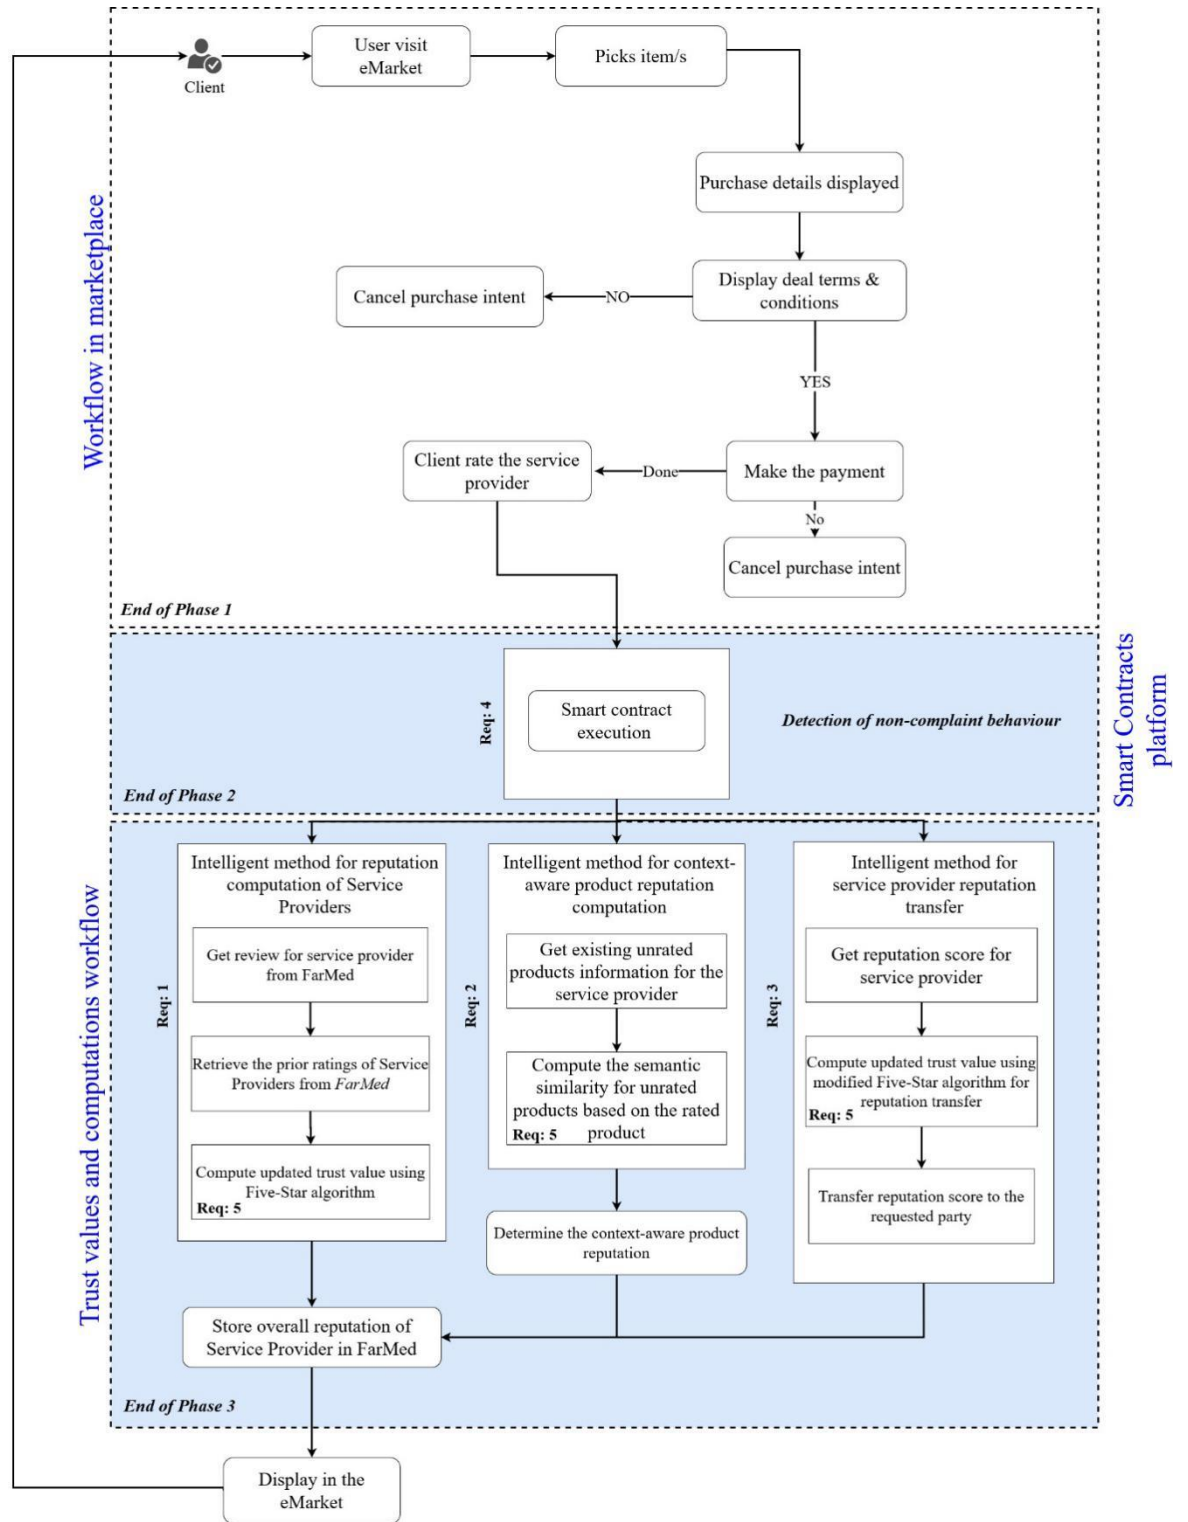 User visit
eMarket
Picks item/s
Client
Purchase details displayed
Display deal terms &
conditions
NO
Cancel purchase intent
YES
Workflow in marketplace
Make the payment
Done
Client rate the service
provider
No
Cancel purchase intent
End of Phase 1
Smart Contracts
platform
Req: 4
Smart contract
execution
Detection of non-complaint behaviour
End of Phase 2
Trust values and computations workflow
Req: 1
Intelligent method for reputation
computation of Service
Providers
Get review for service provider
from FarMed
Retrieve the prior ratings of Service
Providers from FarMed
Compute updated trust value using
Five-Star algorithm
Req: 5
Req: 2
Intelligent method for context-
aware product reputation
computation
Get existing unrated
products information for the
service provider
Compute the semantic
similarity for unrated
products based on the rated
product
Req: 5
Determine the context-aware product
reputation
Req: 3
Intelligent method for
service provider reputation
transfer
Get reputation score for
service provider
Compute updated trust value using
modified Five-Star algorithm for
reputation transfer
Req: 5
Transfer reputation score to the
requested party
Store overall reputation of
Service Provider in FarMed
End of Phase 3
Display in the
eMarket